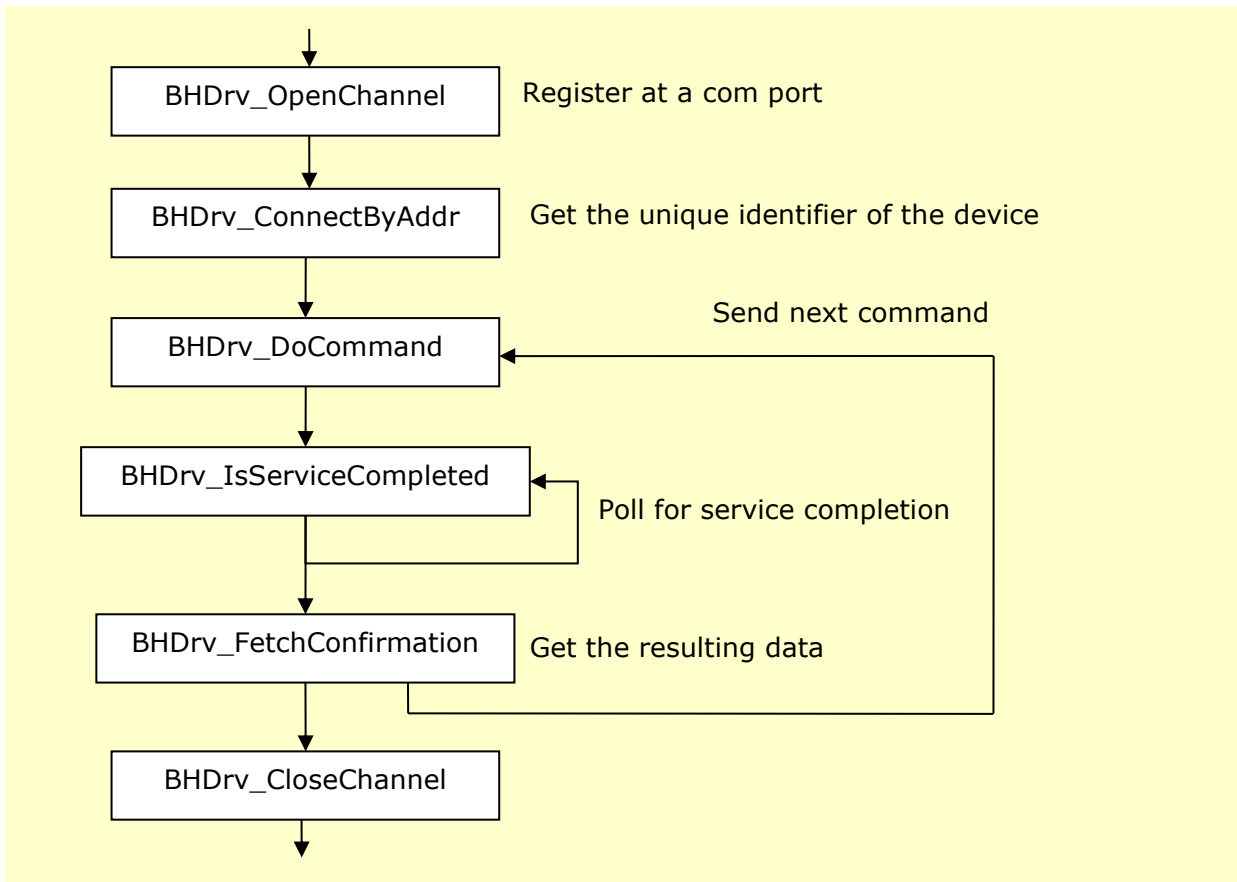 BHDrv_OpenChannel
Register at a com port
BHDrv_ConnectByAddr
Get the unique identifier of the device
Send next command
BHDrv_DoCommand
BHDrv_IsServiceCompleted
Poll for service completion
BHDrv_FetchConfirmation
Get the resulting data
BHDrv_CloseChannel